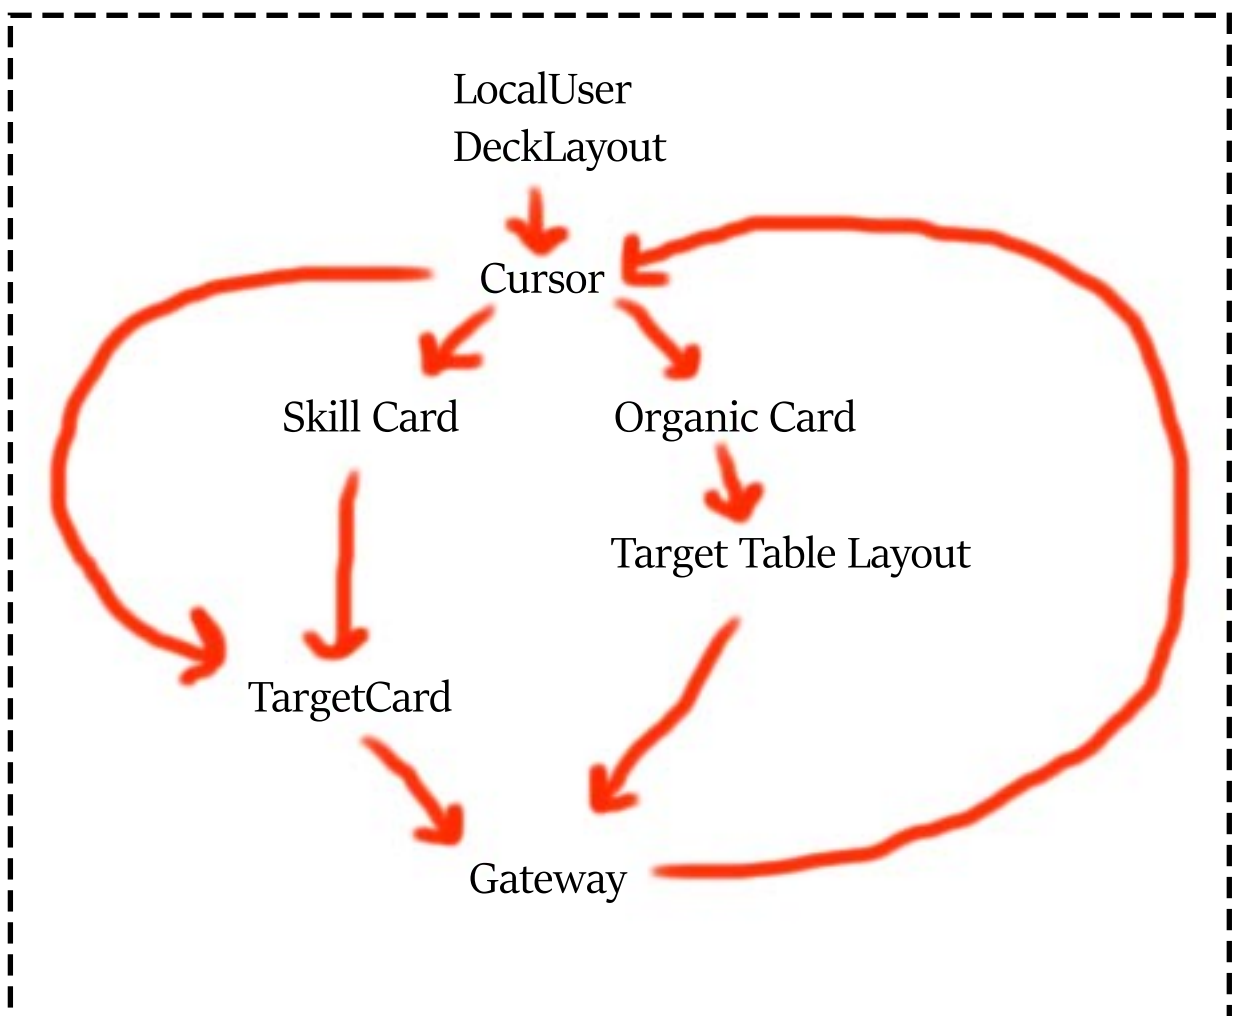 LocalUser
DeckLayout
Cursor
Skill Card
Organic Card
Target Table Layout
TargetCard
Gateway